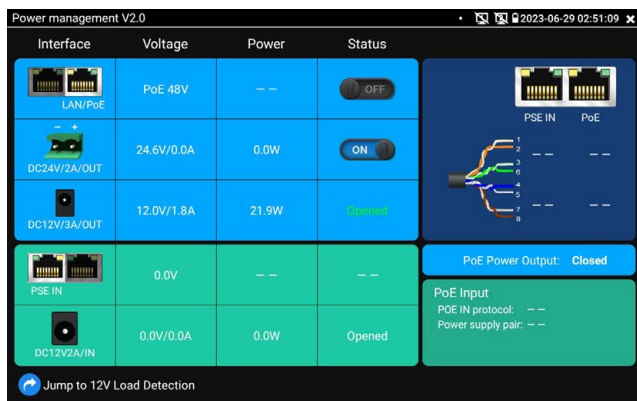 Power management V2.0
2023-06-29 02:51:09
Interface Voltage Power Status
LAN/PoE PoE 48V -- -- OFF
DC24V/2A/OUT 24.6V/0.0A 0.0W ON
DC12V/3A/OUT 12.0V/1.8A 21.9W Opened
PSE IN 0.0V -- -- -- --
DC12V2A/IN 0.0V/0.0A 0.0W Opened
PSE IN PoE
1
2
3
6
4
5
7
8
-- -- -- --
-- -- -- --
PoE Power Output: Closed
PoE Input
POE IN protocol: -- --
Power supply pair: -- --
Jump to 12V Load Detection